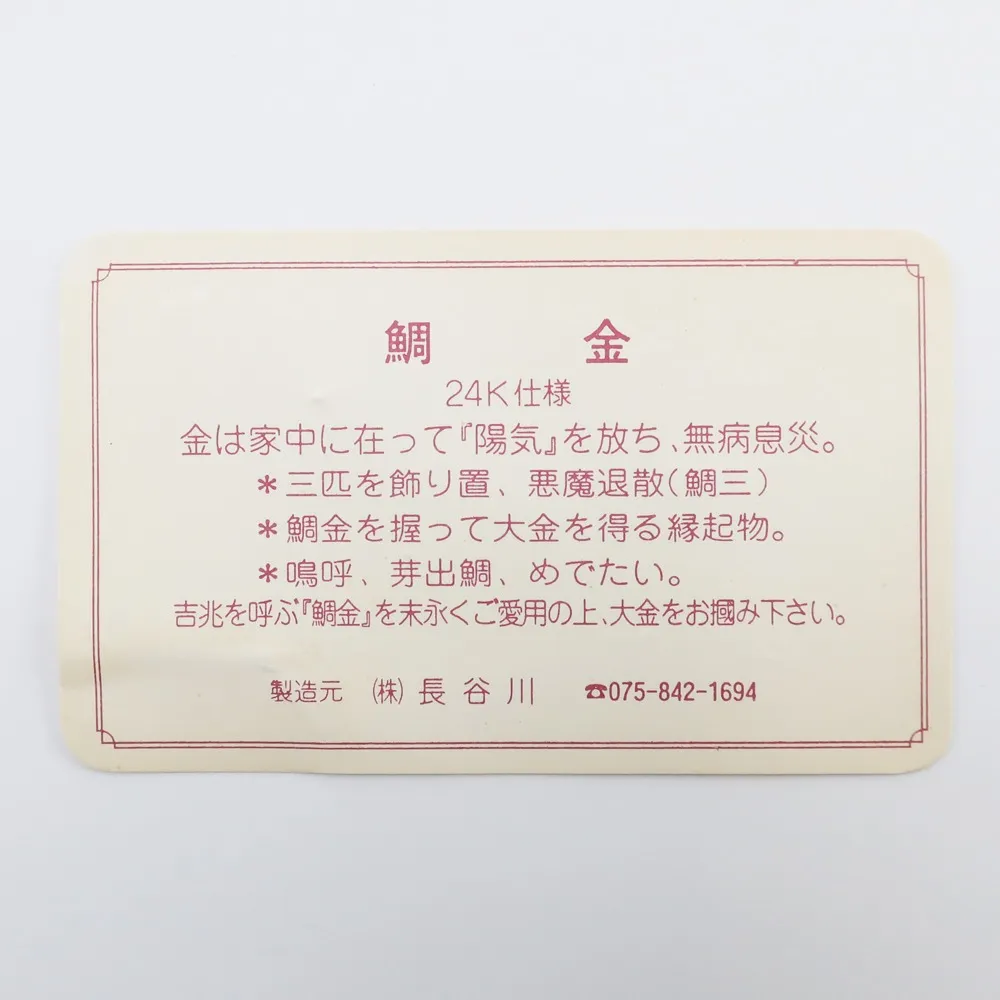 鯛 金
24K仕様
金は家中に在って『陽気』を放ち、無病息災。
＊三匹を飾り置、悪魔退散(鯛三)
＊鯛金を握って大金を得る縁起物。
＊鳴呼、芽出鯛、めでたい。
吉兆を呼ぶ『鯛金』を末永くご愛用の上、大金をお摑み下さい。
製造元 ㈱ 長谷川 ☎075-842-1694